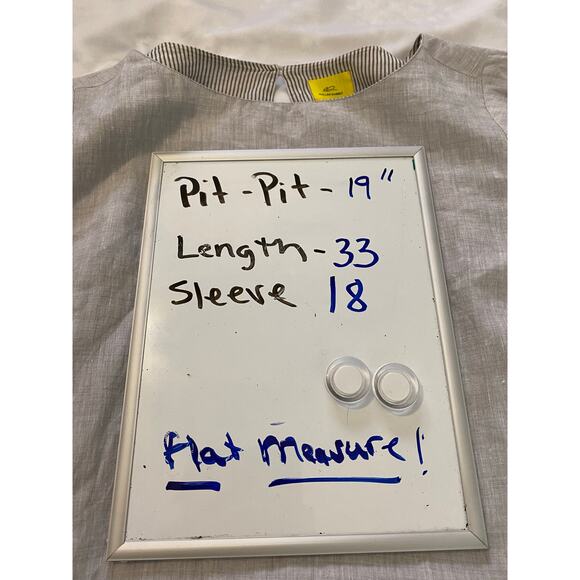 Pit-Pit- 19"
Length - 33
Sleeve 18
Flat Measure!